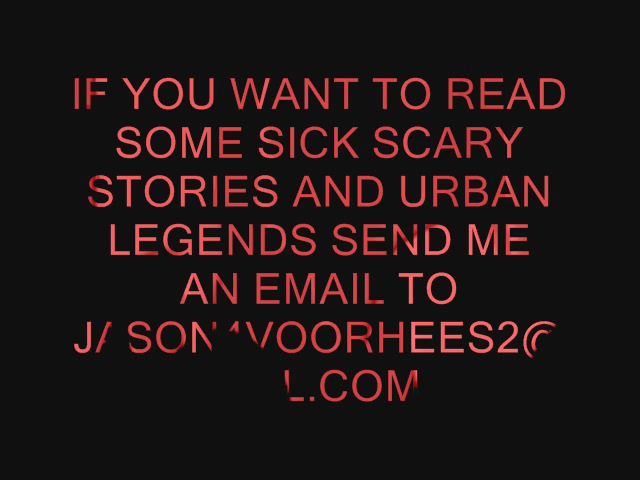 IF YOU WANT TO READ
SOME SICK SCARY
STORIES AND URBAN
LEGENDS SEND ME
AN EMAIL TO